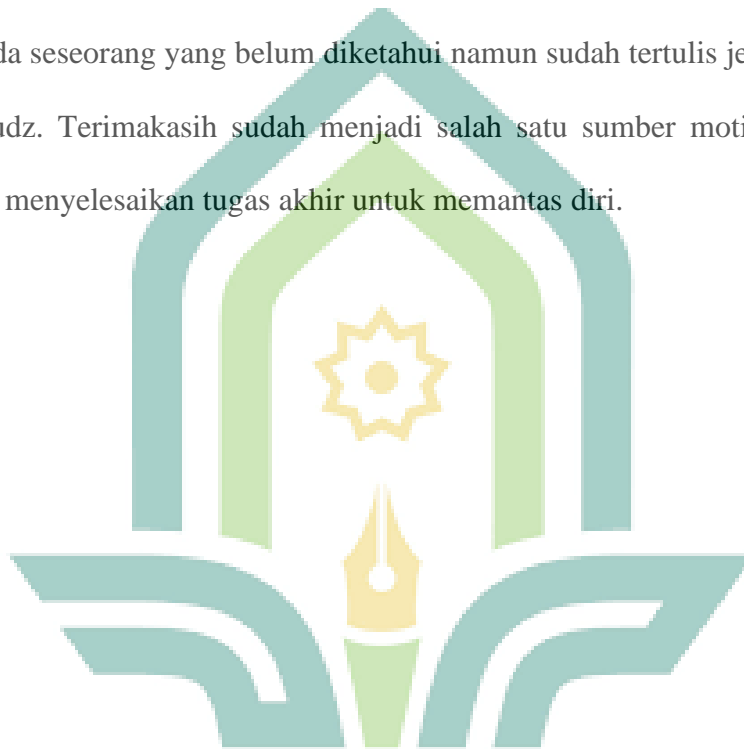 da seseorang yang belum diketahui namun sudah tertulis je
udz. Terimakasih sudah menjadi salah satu sumber moti
menyelesaikan tugas akhir untuk memantas diri.